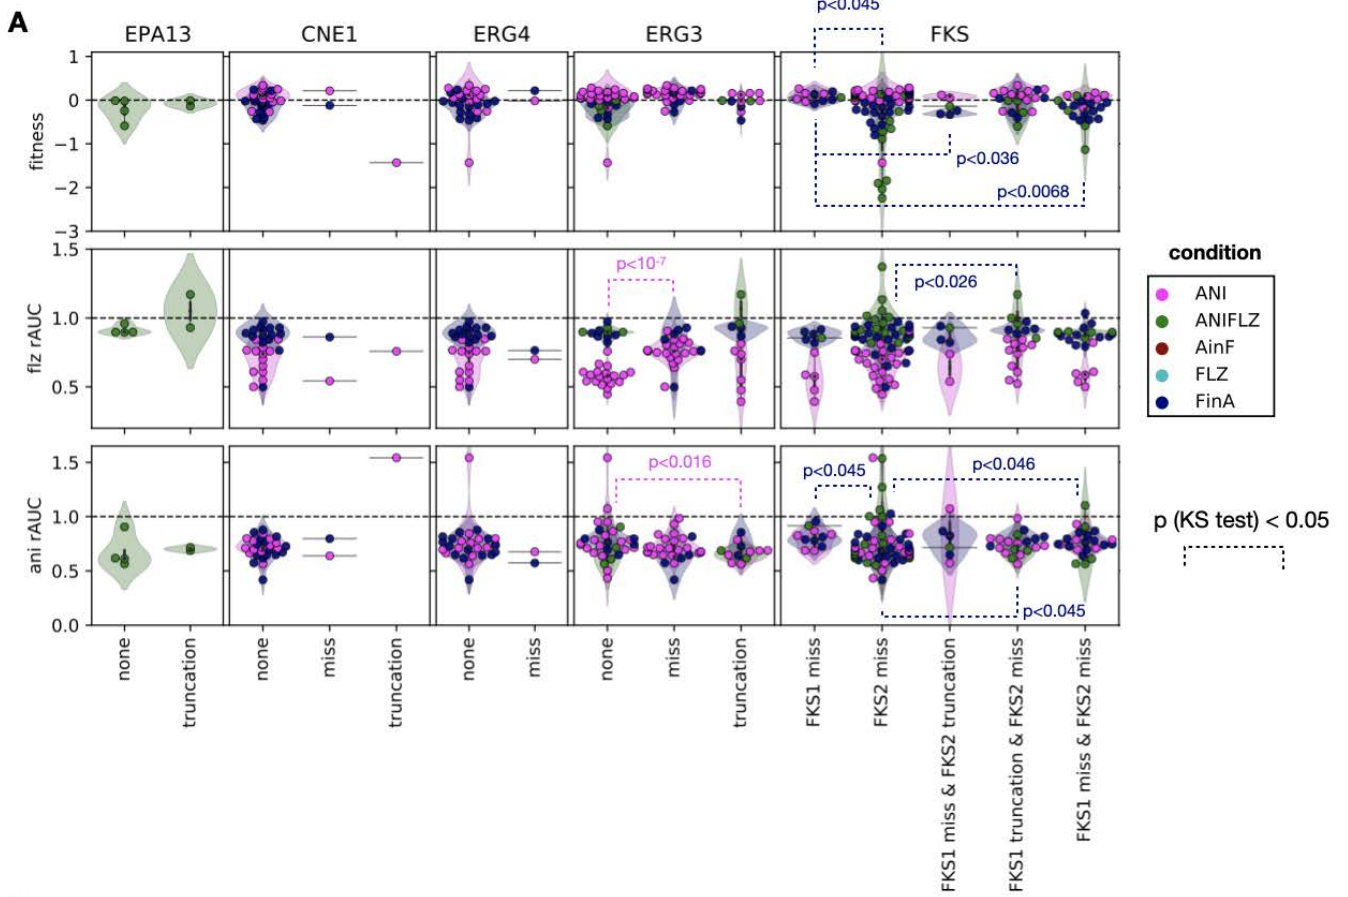 A
p<0.045
EPA13
CNE1
ERG4
ERG3
FKS
fitness
1
0
−1
−2
−3
p<0.036
p<0.0068
flz rAUC
1.5
1.0
0.5
p<10-7
p<0.026
ani rAUC
1.5
1.0
0.5
0.0
p<0.016
p<0.045
p<0.046
p<0.045
none
truncation
none
miss
truncation
none
miss
none
miss
truncation
FKS1 miss
FKS2 miss
FKS1 miss & FKS2 truncation
FKS1 truncation & FKS2 miss
FKS1 miss & FKS2 miss
condition
ANI
ANIFLZ
AinF
FLZ
FinA
p (KS test) < 0.05